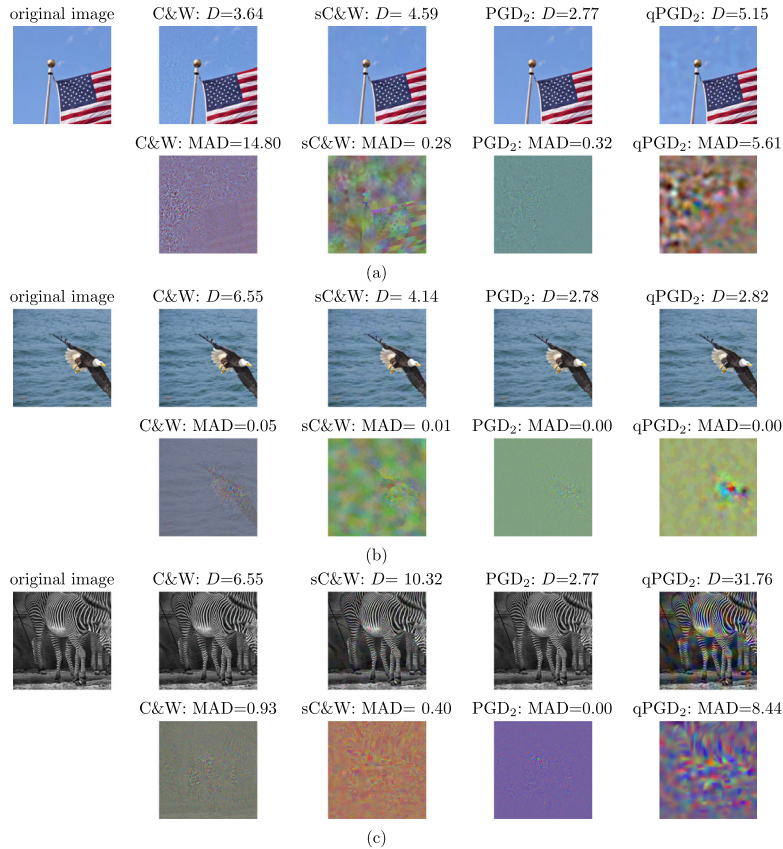 original image C&W: D=3.64 sC&W: D= 4.59 PGD₂: D=2.77 qPGD₂: D=5.15
C&W: MAD=14.80 sC&W: MAD= 0.28 PGD₂: MAD=0.32 qPGD₂: MAD=5.61
(a)
original image C&W: D=6.55 sC&W: D= 4.14 PGD₂: D=2.78 qPGD₂: D=2.82
C&W: MAD=0.05 sC&W: MAD= 0.01 PGD₂: MAD=0.00 qPGD₂: MAD=0.00
(b)
original image C&W: D=6.55 sC&W: D= 10.32 PGD₂: D=2.77 qPGD₂: D=31.76
C&W: MAD=0.93 sC&W: MAD= 0.40 PGD₂: MAD=0.00 qPGD₂: MAD=8.44
(c)